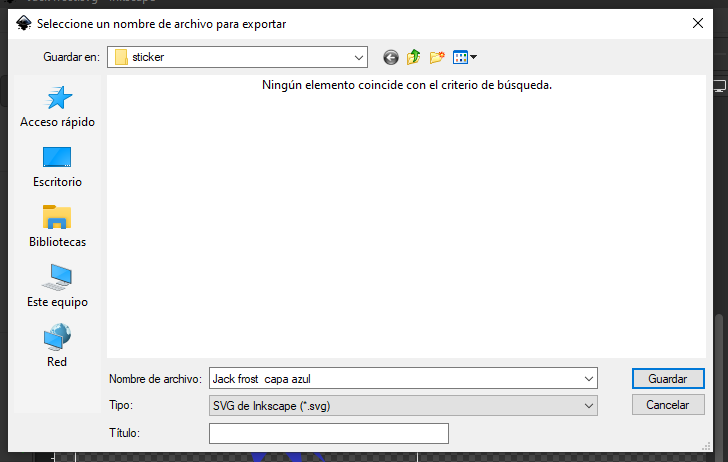 Seleccione un nombre de archivo para exportar
Guardar en: sticker
Ningún elemento coincide con el criterio de búsqueda.
Acceso rápido
Escritorio
Bibliotecas
Este equipo
Red
Nombre de archivo: Jack frost  capa azul
Guardar
Tipo: SVG de Inkscape (*.svg)
Cancelar
Título: